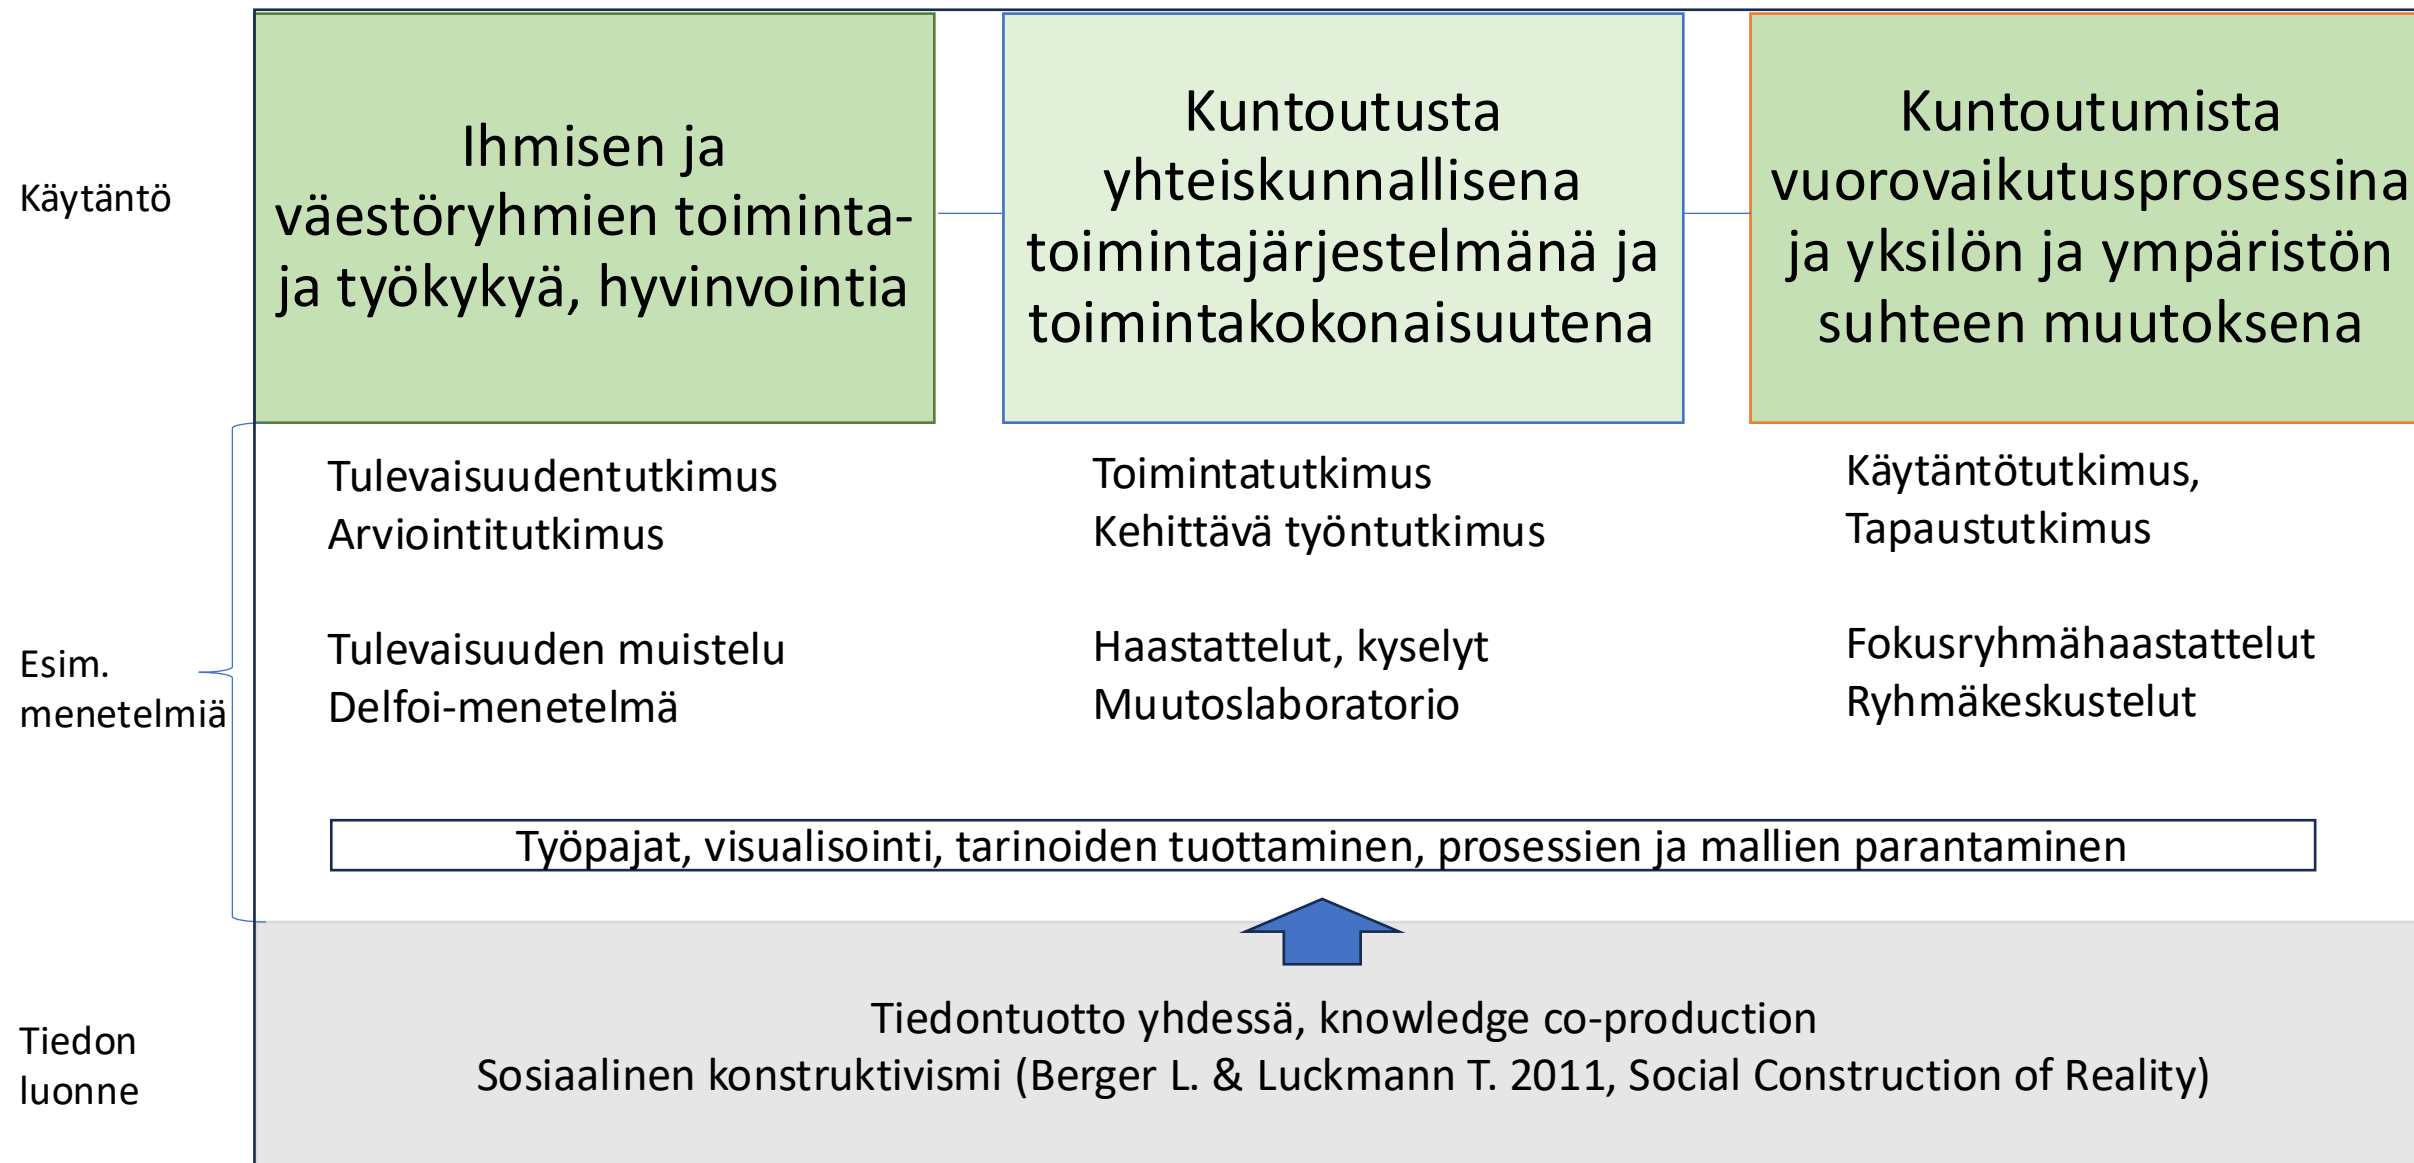 Käytäntö
Ihmisen ja
väestöryhmien toiminta-
ja työkykyä, hyvinvointia
Kuntoutusta
yhteiskunnallisena
toimintajärjestelmänä ja
toimintakokonaisuutena
Kuntoutumista
vuorovaikutusprosessina
ja yksilön ja ympäristön
suhteen muutoksena
Esim.
menetelmiä
Tulevaisuudentutkimus
Arviointitutkimus
Tulevaisuuden muistelu
Delfoi-menetelmä
Toimintatutkimus
Kehittävä työntutkimus
Haastattelut, kyselyt
Muutoslaboratorio
Käytäntötutkimus,
Tapaustutkimus
Fokusryhmähaastattelut
Ryhmäkeskustelut
Työpajat, visualisointi, tarinoiden tuottaminen, prosessien ja mallien parantaminen
Tiedon
luonne
Tiedontuotto yhdessä, knowledge co-production
Sosiaalinen konstruktivismi (Berger L. & Luckmann T. 2011, Social Construction of Reality)